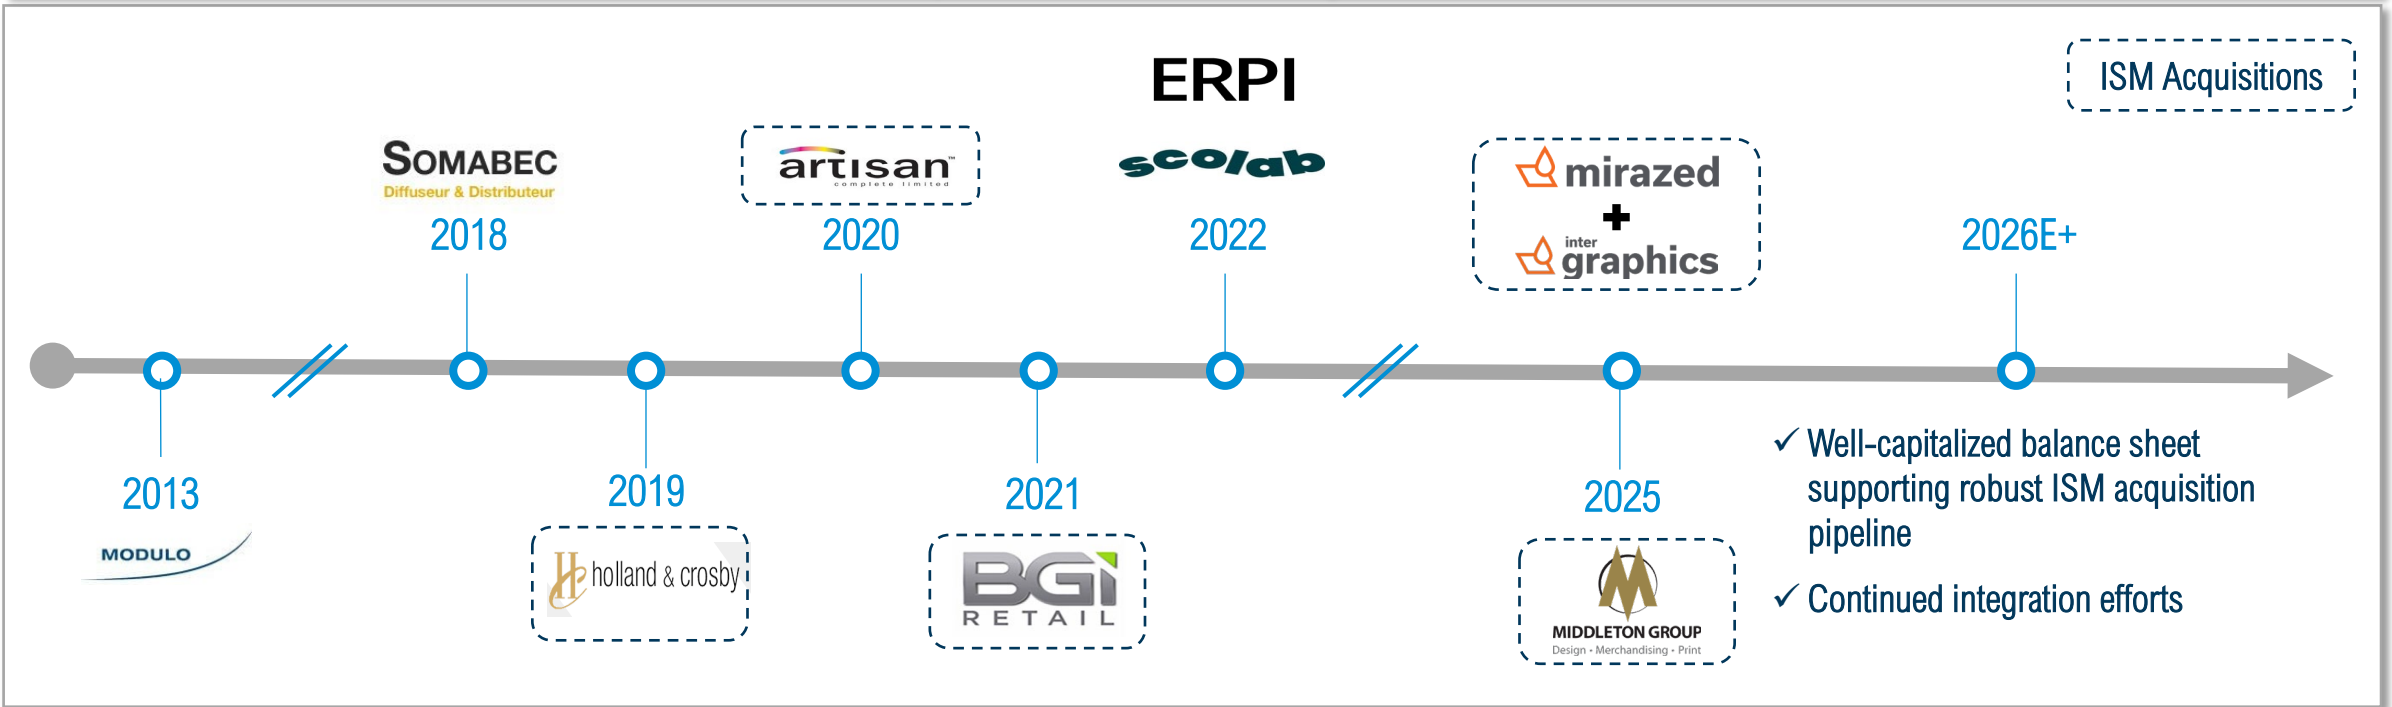 ERPI
ISM Acquisitions
SOMABEC
Diffuseur & Distributeur
artisan™
complete limited
scolab
mirazed
+
inter
graphics
2018
2020
2022
2026E+
2013
2019
2021
2025
MODULO
HC holland & crosby
BGI
RETAIL
M
MIDDLETON GROUP
Design • Merchandising • Print
✓ Well-capitalized balance sheet
supporting robust ISM acquisition
pipeline
✓ Continued integration efforts